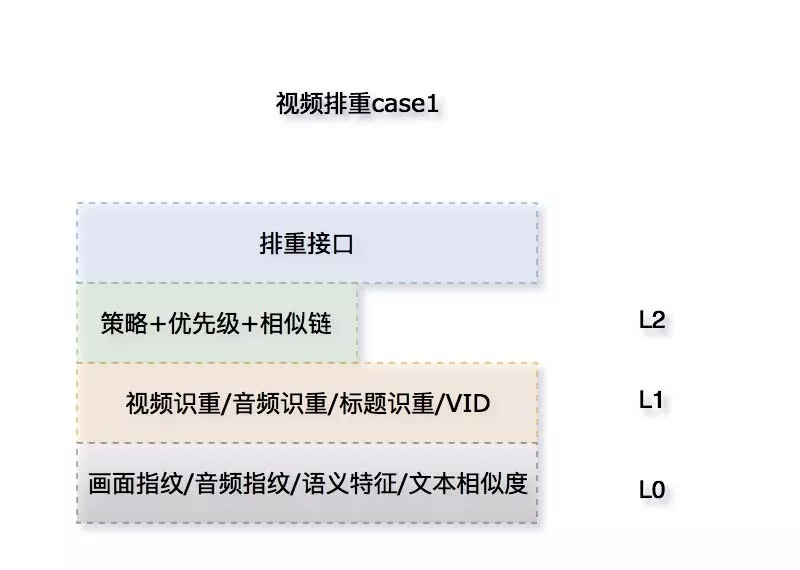 视频排重case1
排重接口
策略+优先级+相似链
L2
视频识重/音频识重/标题识重/VID
L1
画面指纹/音频指纹/语义特征/文本相似度
L0